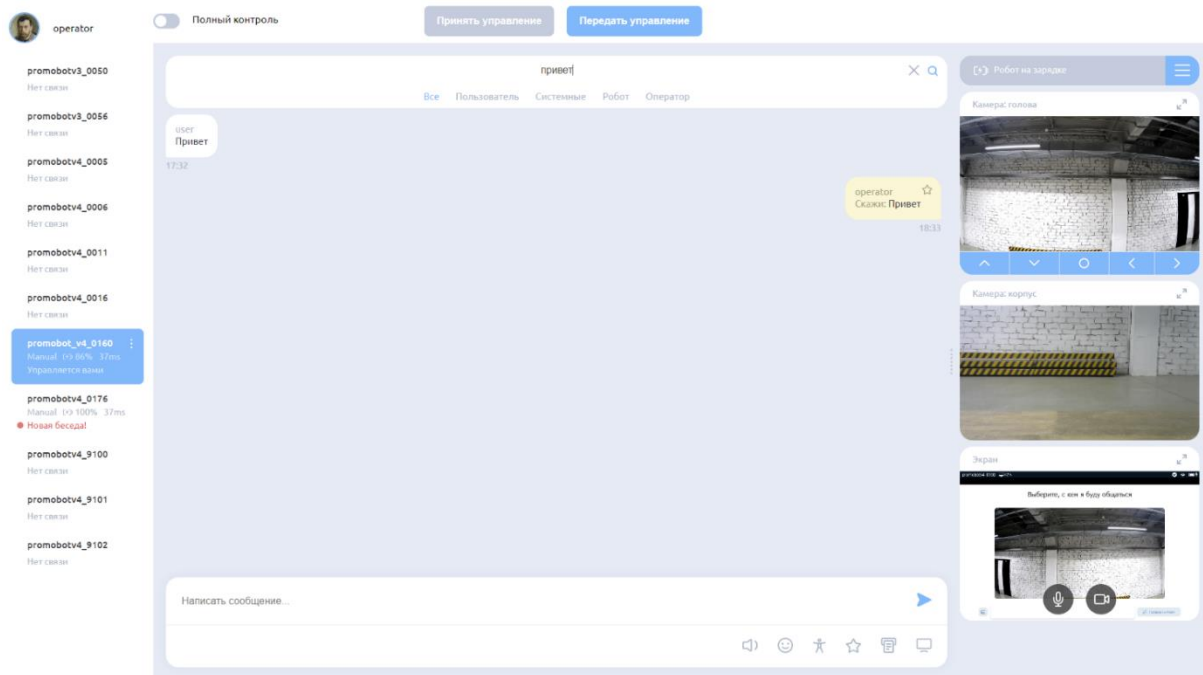 operator
Полный контроль
Принять управление
Передать управление
promobotv3_0050
Нет связи
promobotv3_0056
Нет связи
promobotv4_0005
Нет связи
promobotv4_0006
Нет связи
promobotv4_0011
Нет связи
promobotv4_0016
Нет связи
promobot_v4_0160
Manual 86% 37ms
Управляется вами
promobotv4_0176
Manual 100% 37ms
Новая беседа!
promobotv4_9100
Нет связи
promobotv4_9101
Нет связи
promobotv4_9102
Нет связи
привет
Все Пользователь Системные Робот Оператор
user
Привет
17:32
operator
Скажи: Привет
18:33
Написать сообщение...
Робот на зарядке
Камера: голова
Камера: корпус
Экран
Выберите, с кем я буду общаться